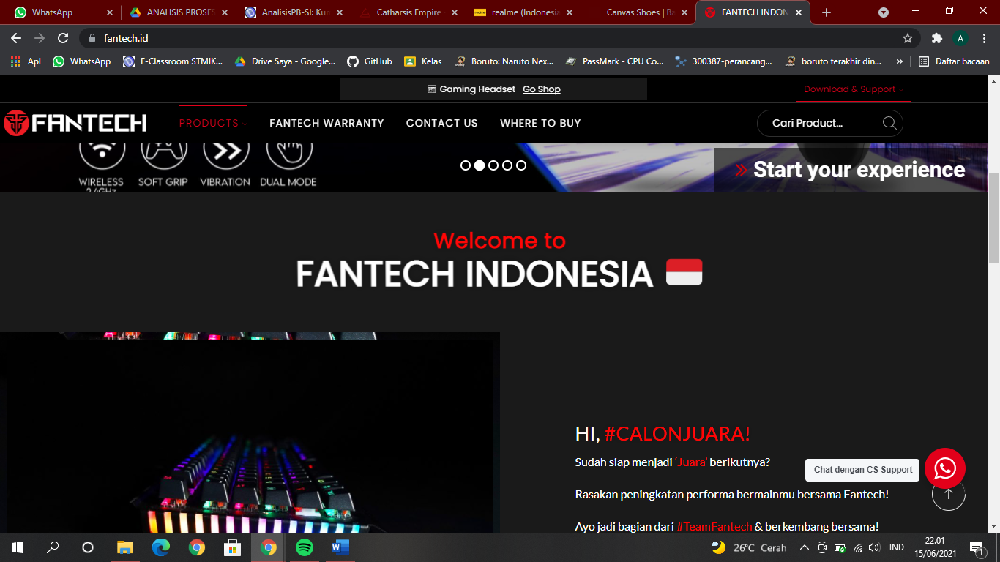 WhatsApp
ANALISIS PROSES
AnalisisPB-SI: Kum
Catharsis Empire
realme (Indonesia
Canvas Shoes | Ba
FANTECH INDON
fantech.id
A
Apl
WhatsApp
E-Classroom STMIK...
Drive Saya - Google...
GitHub
Kelas
Boruto: Naruto Nex...
PassMark - CPU Co...
300387-perancang...
boruto terakhir din...
»
Daftar bacaan
Gaming Headset Go Shop
Download & Support
FANTECH
PRODUCTS
FANTECH WARRANTY
CONTACT US
WHERE TO BUY
Cari Product...
WIRELESS
2.4GHz
SOFT GRIP
VIBRATION
DUAL MODE
» Start your experience
Welcome to
FANTECH INDONESIA
HI, #CALONJUARA!
Sudah siap menjadi ‘Juara’ berikutnya?
Chat dengan CS Support
Rasakan peningkatan performa bermainmu bersama Fantech!
Ayo jadi bagian dari #TeamFantech & berkembang bersama!
26°C Cerah
IND
22.01
15/06/2021
1